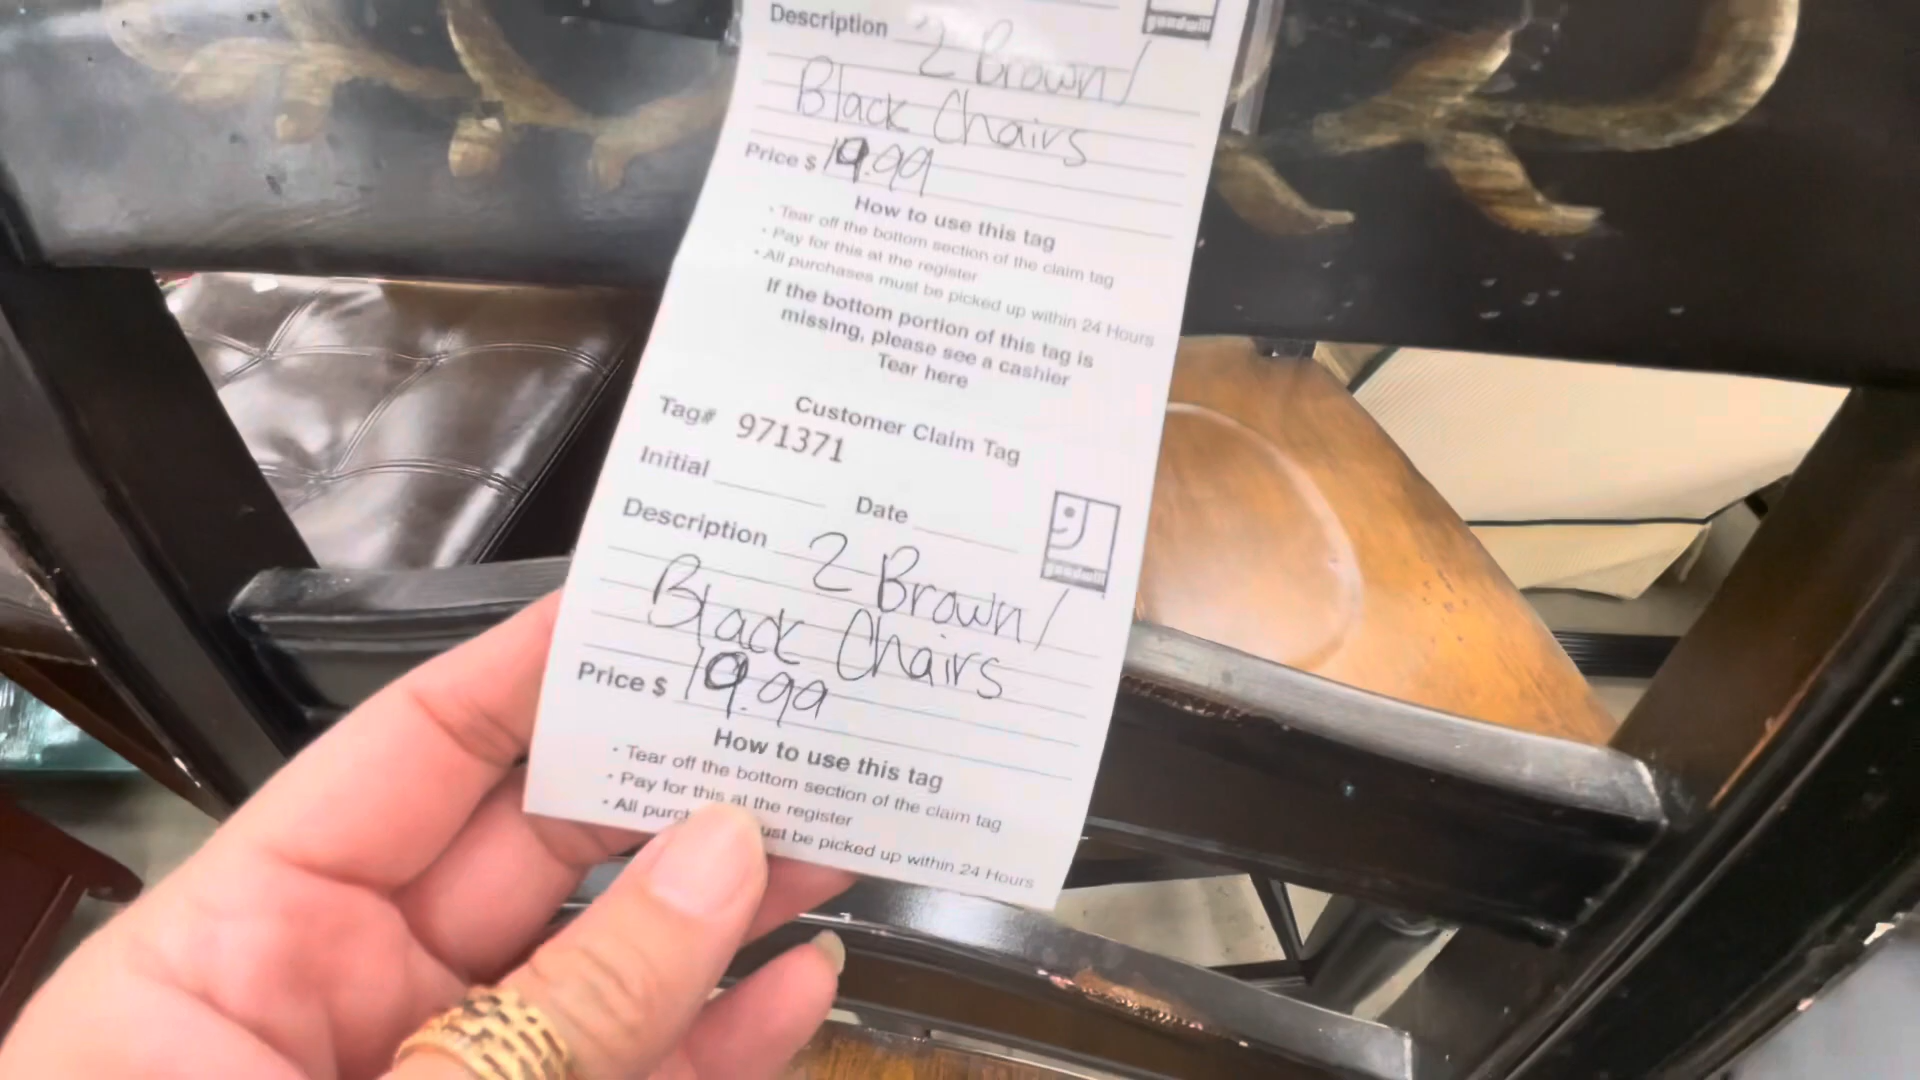 Description 2 Brown/
goodwill
Black Chairs
Price $ 19.99
How to use this tag
• Tear off the bottom section of the claim tag
• Pay for this at the register
• All purchases must be picked up within 24 Hours
If the bottom portion of this tag is
missing, please see a cashier
Tear here
Customer Claim Tag
Tag# 971371
Initial
Date
goodwill
Description 2 Brown/
Black Chairs
Price $ 19.99
How to use this tag
• Tear off the bottom section of the claim tag
• Pay for this at the register
• All purc ust be picked up within 24 Hours